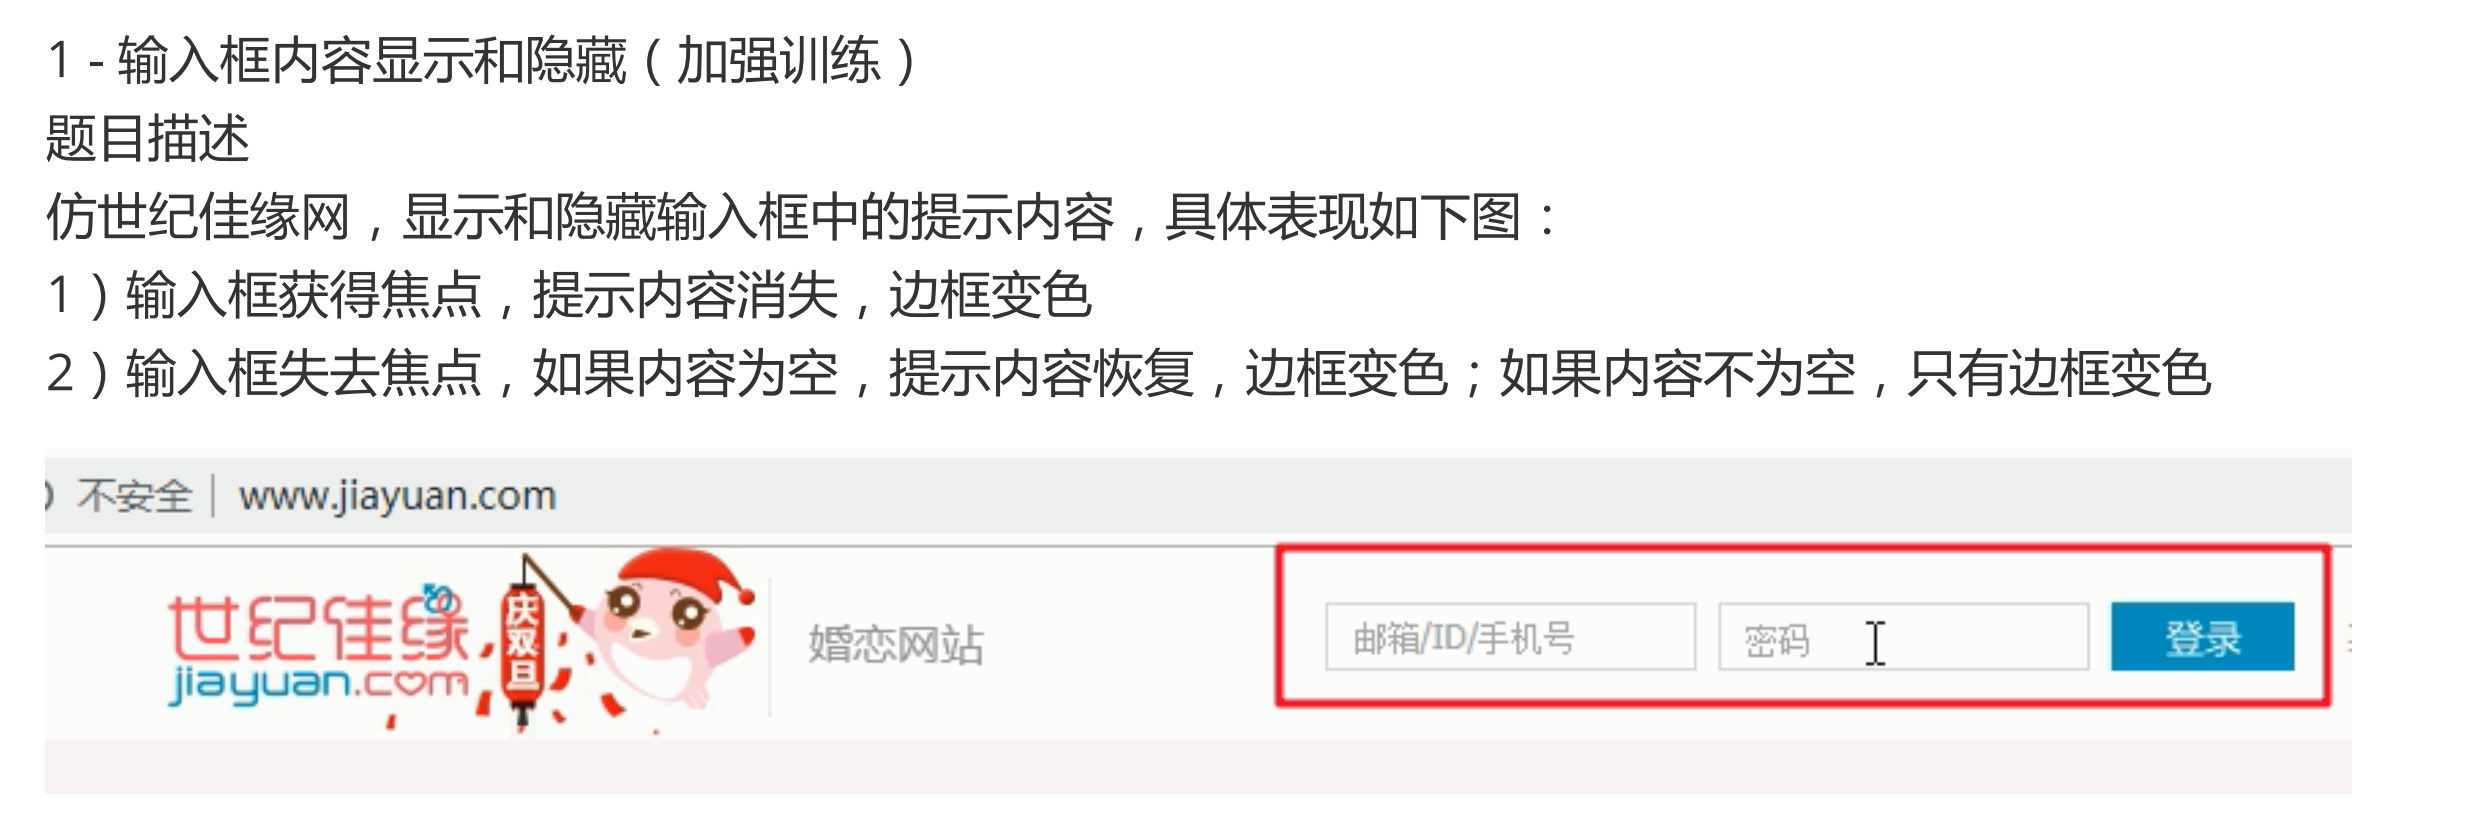 1 - 输入框内容显示和隐藏（加强训练）
题目描述
仿世纪佳缘网，显示和隐藏输入框中的提示内容，具体表现如下图：
1）输入框获得焦点，提示内容消失，边框变色
2）输入框失去焦点，如果内容为空，提示内容恢复，边框变色；如果内容不为空，只有边框变色
不安全 | www.jiayuan.com
世纪佳缘
jiayuan.com
庆双旦
婚恋网站
邮箱/ID/手机号
密码
登录